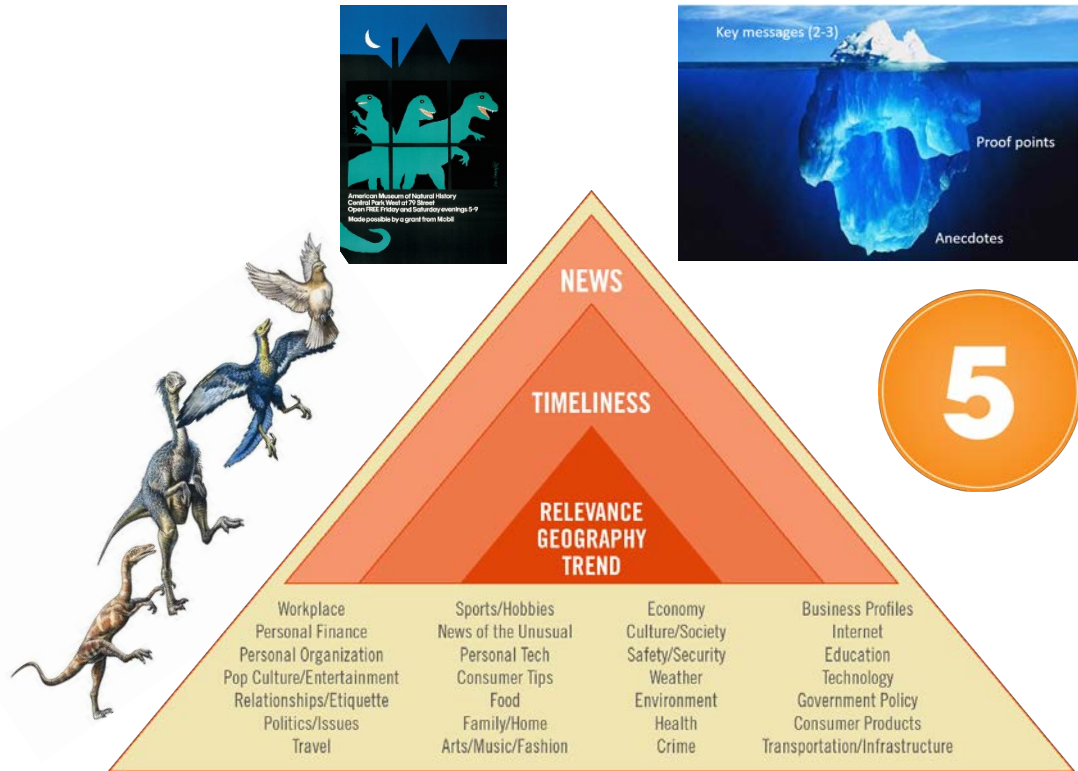 American Museum of Natural History
Central Park West at 79 Street
Open FREE Friday and Saturday evenings 5-9
Made possible by a grant from Mobil
Key messages (2-3)
Proof points
Anecdotes
5
NEWS
TIMELINESS
RELEVANCE
GEOGRAPHY
TREND
Workplace
Personal Finance
Personal Organization
Pop Culture/Entertainment
Relationships/Etiquette
Politics/Issues
Travel
Sports/Hobbies
News of the Unusual
Personal Tech
Consumer Tips
Food
Family/Home
Arts/Music/Fashion
Economy
Culture/Society
Safety/Security
Weather
Environment
Health
Crime
Business Profiles
Internet
Education
Technology
Government Policy
Consumer Products
Transportation/Infrastructure